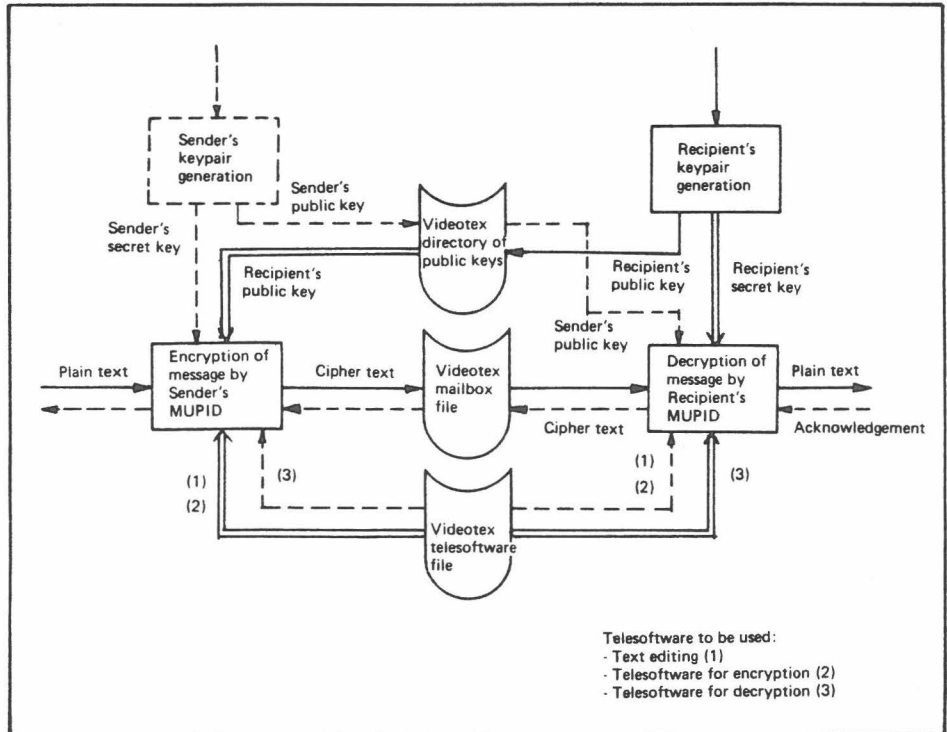 Sender's
keypair
generation
Recipient's
keypair
generation
Sender's
public key
Sender's
secret key
Videotex
directory of
public keys
Recipient's
public key
Recipient's
public key
Recipient's
secret key
Sender's
public key
Plain text
Encryption of
message by
Sender's
MUPID
Cipher text
Videotex
mailbox
file
Cipher text
Decryption of
message by
Recipient's
MUPID
Plain text
Acknowledgement
(1)
(2)
(3)
Videotex
telesoftware
file
(1)
(2)
(3)
Telesoftware to be used:
- Text editing (1)
- Telesoftware for encryption (2)
- Telesoftware for decryption (3)